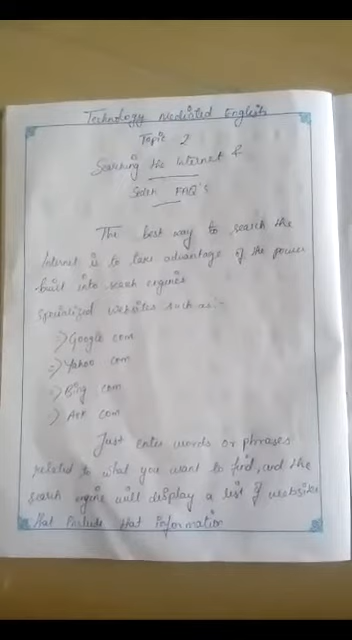 Technology Mediated English
Topic 2
Searching the Internet &
Seach FAQ's
The best way to search the
Internet is to take advantage of the power
built into seach engines
Specialized websites such as:-
=> Google com
=> Yahoo com
=> Bing com
=> Ask com
Just enter words or phrases
related to what you want to find, and the
search engine will display a list of website
that include that information